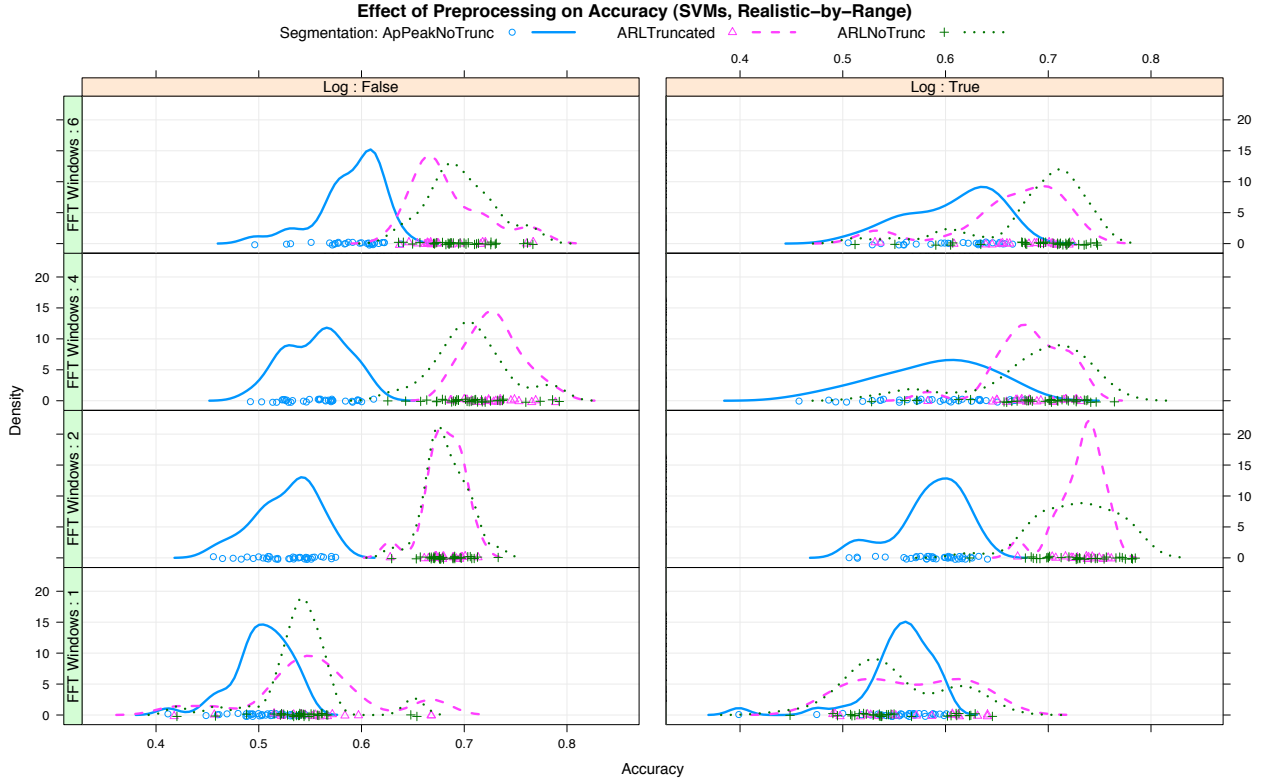 Effect of Preprocessing on Accuracy (SVMs, Realistic−by−Range)
Segmentation: ApPeakNoTrunc ARLTruncated ARLNoTrunc
0.4 0.5 0.6 0.7 0.8
Log : False Log : True
FFT Windows : 6
20
15
10
5
0
FFT Windows : 4
20
15
10
5
0
Density
FFT Windows : 2
20
15
10
5
0
FFT Windows : 1
20
15
10
5
0
0.4 0.5 0.6 0.7 0.8
Accuracy